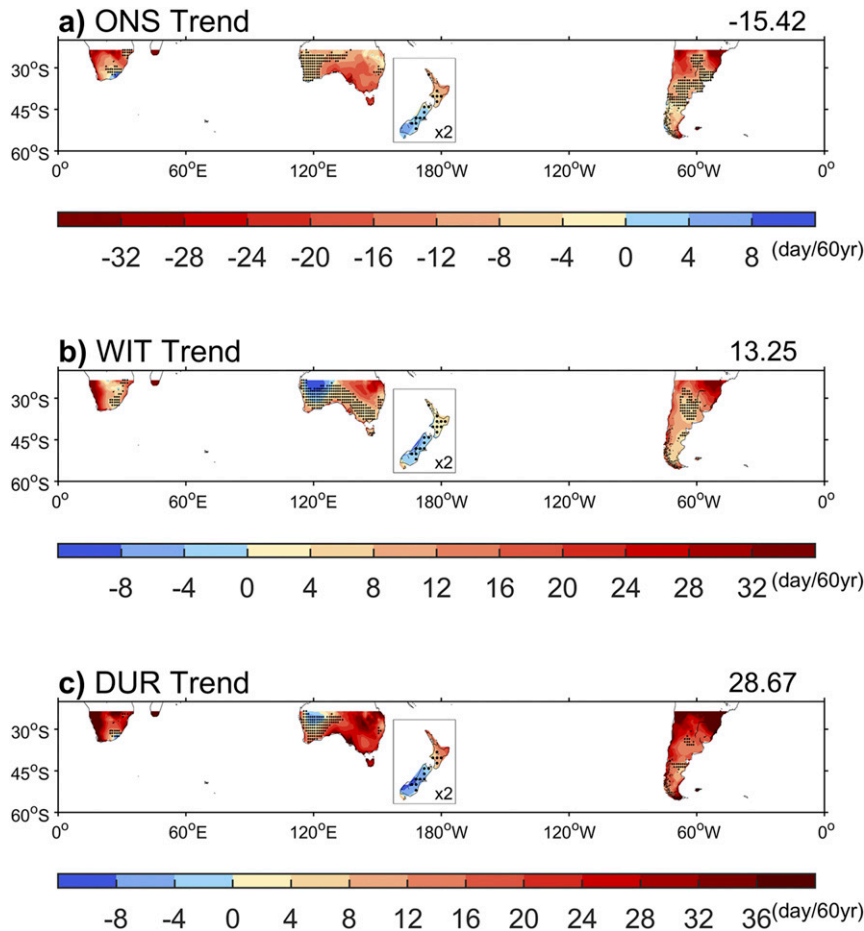 a) ONS Trend -15.42
30°S
45°S
60°S
0° 60°E 120°E 180°W 60°W 0°
x2
-32 -28 -24 -20 -16 -12 -8 -4 0 4 8 (day/60yr)
b) WIT Trend 13.25
30°S
45°S
60°S
0° 60°E 120°E 180°W 60°W 0°
x2
-8 -4 0 4 8 12 16 20 24 28 32 (day/60yr)
c) DUR Trend 28.67
30°S
45°S
60°S
0° 60°E 120°E 180°W 60°W 0°
x2
-8 -4 0 4 8 12 16 20 24 28 32 36 (day/60yr)